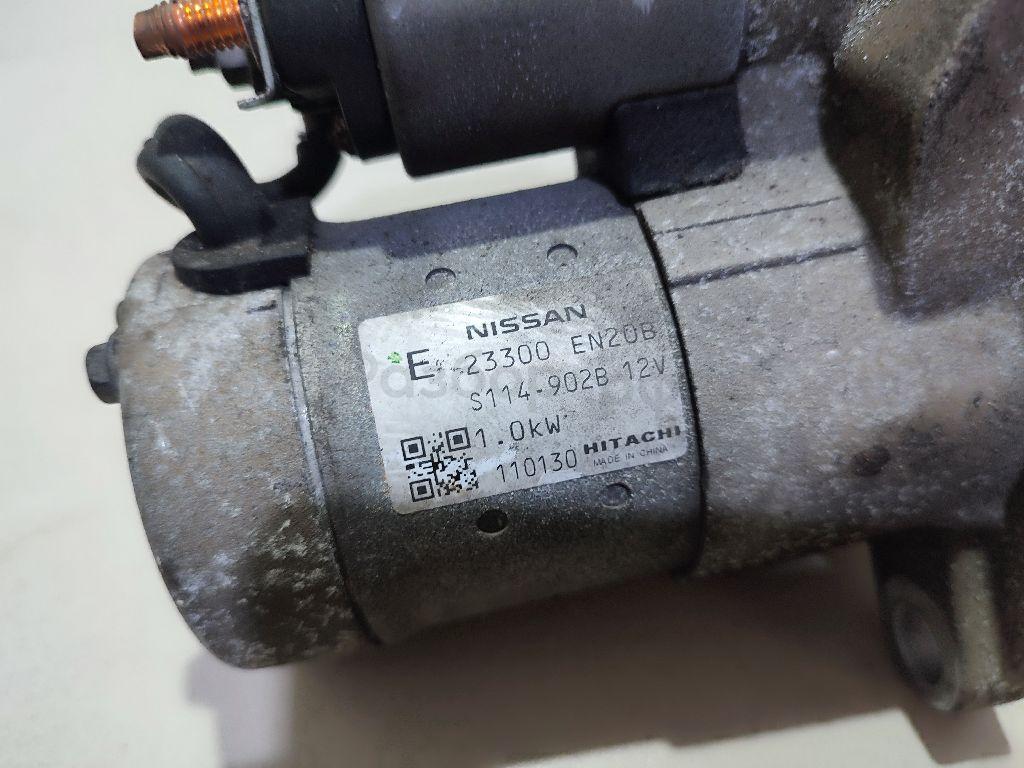 NISSAN
E 23300 EN20B
S114-902B 12V
1.0kW
110130 HITACHI
MADE IN CHINA